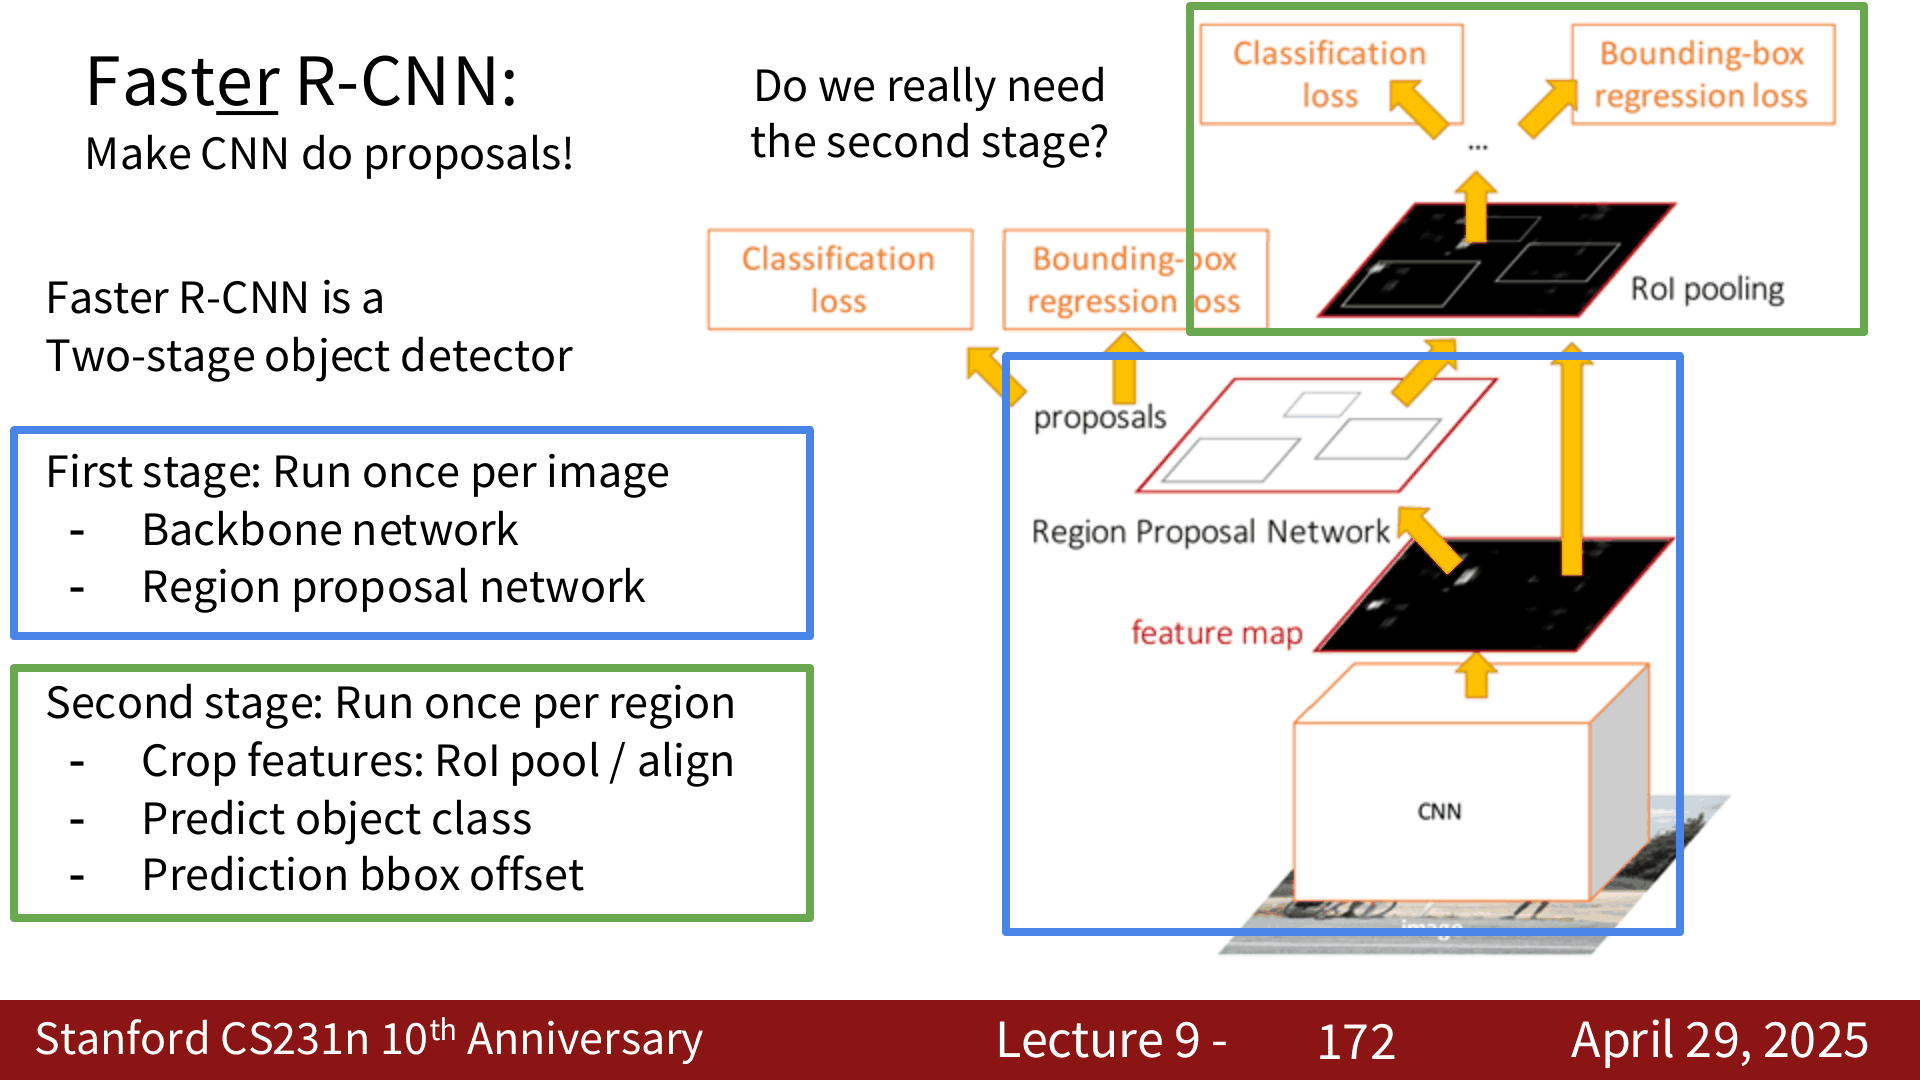 Faster R-CNN:
Make CNN do proposals!
Do we really need
the second stage?
Faster R-CNN is a
Two-stage object detector
First stage: Run once per image
- Backbone network
- Region proposal network
Second stage: Run once per region
- Crop features: RoI pool / align
- Predict object class
- Prediction bbox offset
Classification
loss
Bounding-box
regression loss
...
RoI pooling
Classification
loss
Bounding-box
regression loss
proposals
Region Proposal Network
feature map
CNN
image
Stanford CS231n 10th Anniversary
Lecture 9 - 172
April 29, 2025